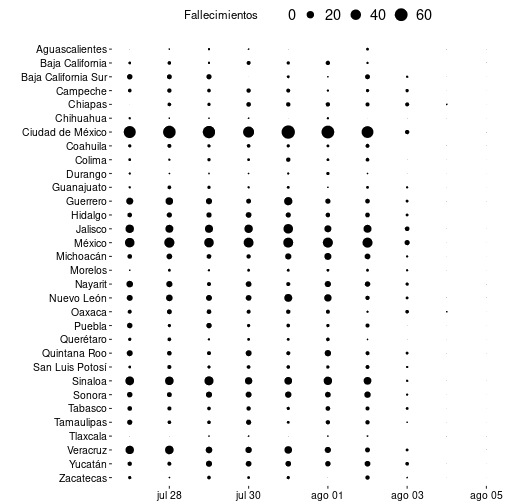 Fallecimientos 0 20 40 60
Aguascalientes
Baja California
Baja California Sur
Campeche
Chiapas
Chihuahua
Ciudad de México
Coahuila
Colima
Durango
Guanajuato
Guerrero
Hidalgo
Jalisco
México
Michoacán
Morelos
Nayarit
Nuevo León
Oaxaca
Puebla
Querétaro
Quintana Roo
San Luis Potosí
Sinaloa
Sonora
Tabasco
Tamaulipas
Tlaxcala
Veracruz
Yucatán
Zacatecas
jul 28 jul 30 ago 01 ago 03 ago 05